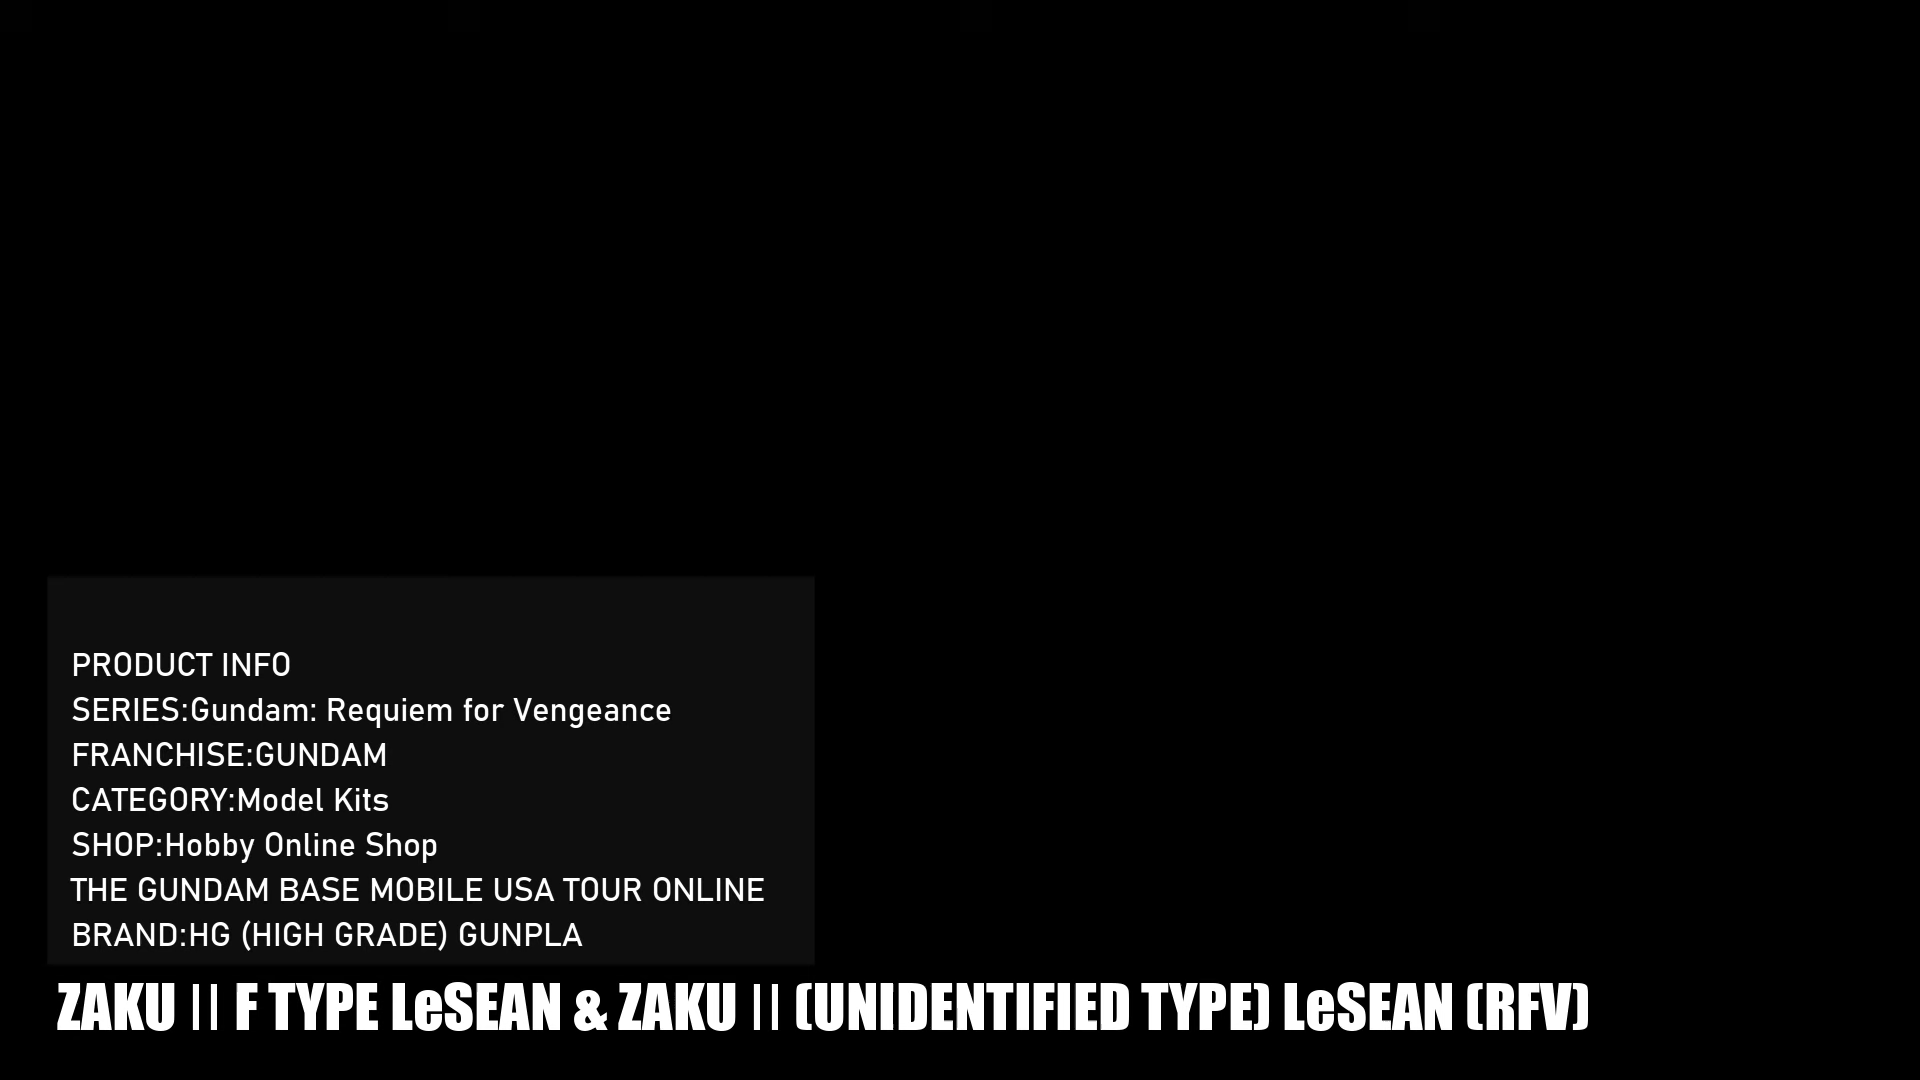 PRODUCT INFO
SERIES:Gundam: Requiem for Vengeance
FRANCHISE:GUNDAM
CATEGORY:Model Kits
SHOP:Hobby Online Shop
THE GUNDAM BASE MOBILE USA TOUR ONLINE
BRAND:HG (HIGH GRADE) GUNPLA
ZAKU || F TYPE LeSEAN & ZAKU || (UNIDENTIFIED TYPE) LeSEAN (RFV)